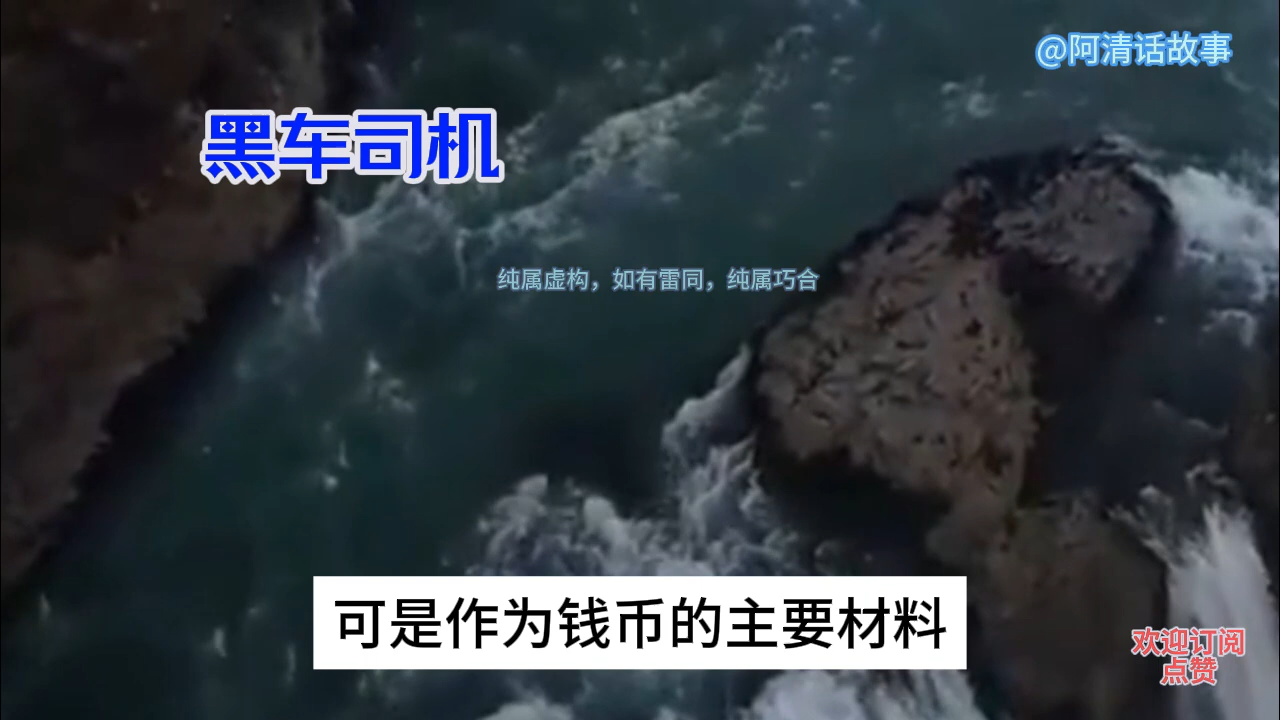 @阿清话故事
黑车司机
纯属虚构，如有雷同，纯属巧合
可是作为钱币的主要材料
欢迎订阅
点赞